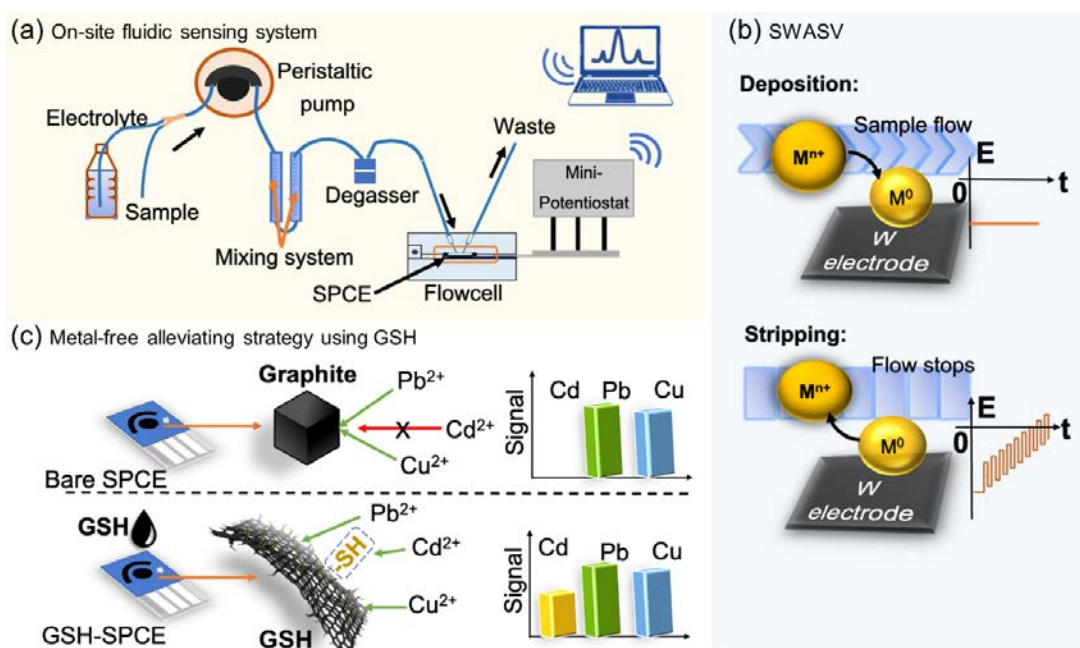 (a) On-site fluidic sensing system
Peristaltic
pump
Electrolyte
Sample
Mixing system
Degasser
Waste
Mini-
Potentiostat
SPCE
Flowcell
(b) SWASV
Deposition:
Sample flow
Mⁿ⁺
M⁰
E
0
t
W
electrode
Stripping:
Flow stops
Mⁿ⁺
M⁰
E
0
t
W
electrode
(c) Metal-free alleviating strategy using GSH
Graphite
Pb²⁺
X
Cd²⁺
Cu²⁺
Bare SPCE
Signal
Cd Pb Cu
GSH
Pb²⁺
-SH
Cd²⁺
Cu²⁺
GSH
GSH-SPCE
Signal
Cd Pb Cu